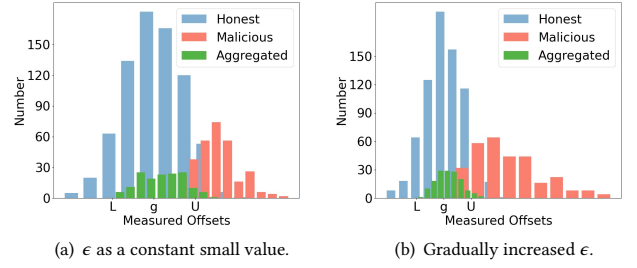 Number
150
120
90
60
30
0
Honest
Malicious
Aggregated
L
g
U
Measured Offsets
(a) ϵ as a constant small value.
Number
150
120
90
60
30
0
Honest
Malicious
Aggregated
L
g
U
Measured Offsets
(b) Gradually increased ϵ.